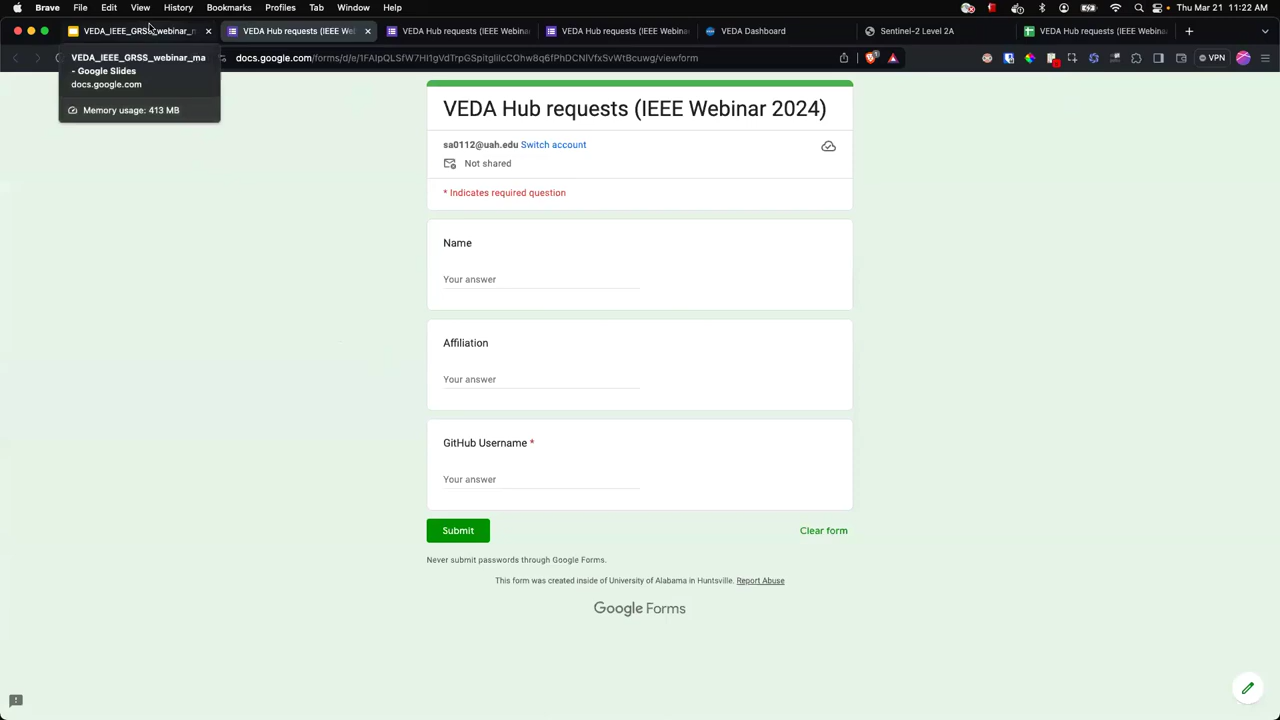 Brave File Edit View History Bookmarks Profiles Tab Window Help Thu Mar 21 11:22 AM
VEDA_IEEE_GRSS_webinar_n VEDA Hub requests (IEEE We VEDA Hub requests (IEEE Webinar VEDA Hub requests (IEEE Webinar VEDA Dashboard Sentinel-2 Level 2A VEDA Hub requests (IEEE Webinar
docs.google.com/forms/d/e/1FAIpQLSfW7HI1gVdTrpGSpitgIilcCOhw8q6fPhDCNlVfxSvWtBcuwg/viewform VPN
VEDA_IEEE_GRSS_webinar_ma
- Google Slides
docs.google.com
Memory usage: 413 MB
VEDA Hub requests (IEEE Webinar 2024)
sa0112@uah.edu Switch account
Not shared
* Indicates required question
Name
Your answer
Affiliation
Your answer
GitHub Username *
Your answer
Submit Clear form
Never submit passwords through Google Forms.
This form was created inside of University of Alabama in Huntsville. Report Abuse
Google Forms